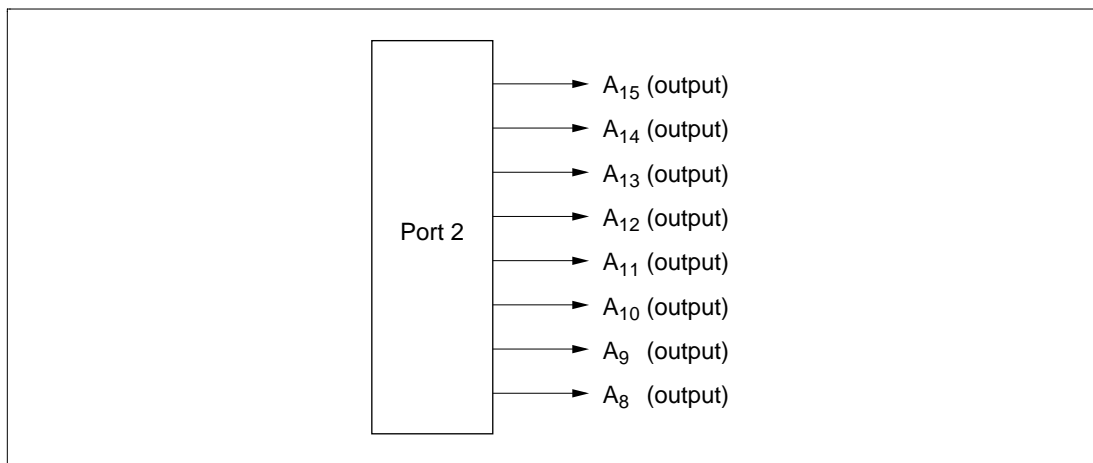 A15 (output)
A14 (output)
A13 (output)
A12 (output)
Port 2
A11 (output)
A10 (output)
A9 (output)
A8 (output)